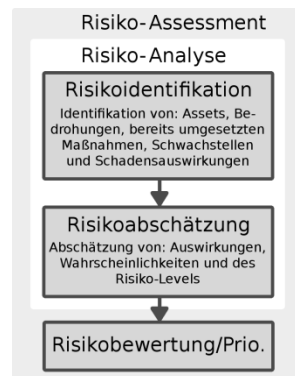 Risiko-Assessment
Risiko-Analyse
Risikoidentifikation
Identifikation von: Assets, Be-
drohungen, bereits umgesetzten
Maßnahmen, Schwachstellen
und Schadensauswirkungen
Risikoabschätzung
Abschätzung von: Auswirkungen,
Wahrscheinlichkeiten und des
Risiko-Levels
Risikobewertung/Prio.